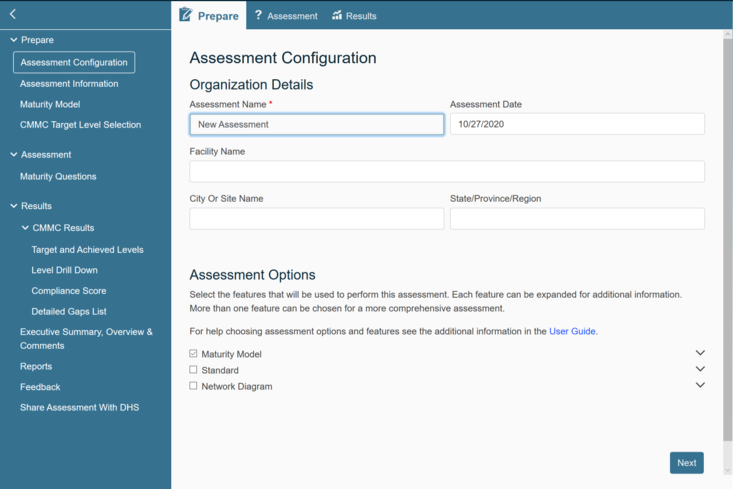 Prepare
Assessment
Results
Prepare
Assessment Configuration
Assessment Information
Maturity Model
CMMC Target Level Selection
Assessment
Maturity Questions
Results
CMMC Results
Target and Achieved Levels
Level Drill Down
Compliance Score
Detailed Gaps List
Executive Summary, Overview &
Comments
Reports
Feedback
Share Assessment With DHS
Assessment Configuration
Organization Details
Assessment Name *
Assessment Date
New Assessment
10/27/2020
Facility Name
City Or Site Name
State/Province/Region
Assessment Options
Select the features that will be used to perform this assessment. Each feature can be expanded for additional information.
More than one feature can be chosen for a more comprehensive assessment.
For help choosing assessment options and features see the additional information in the User Guide.
Maturity Model
Standard
Network Diagram
Next